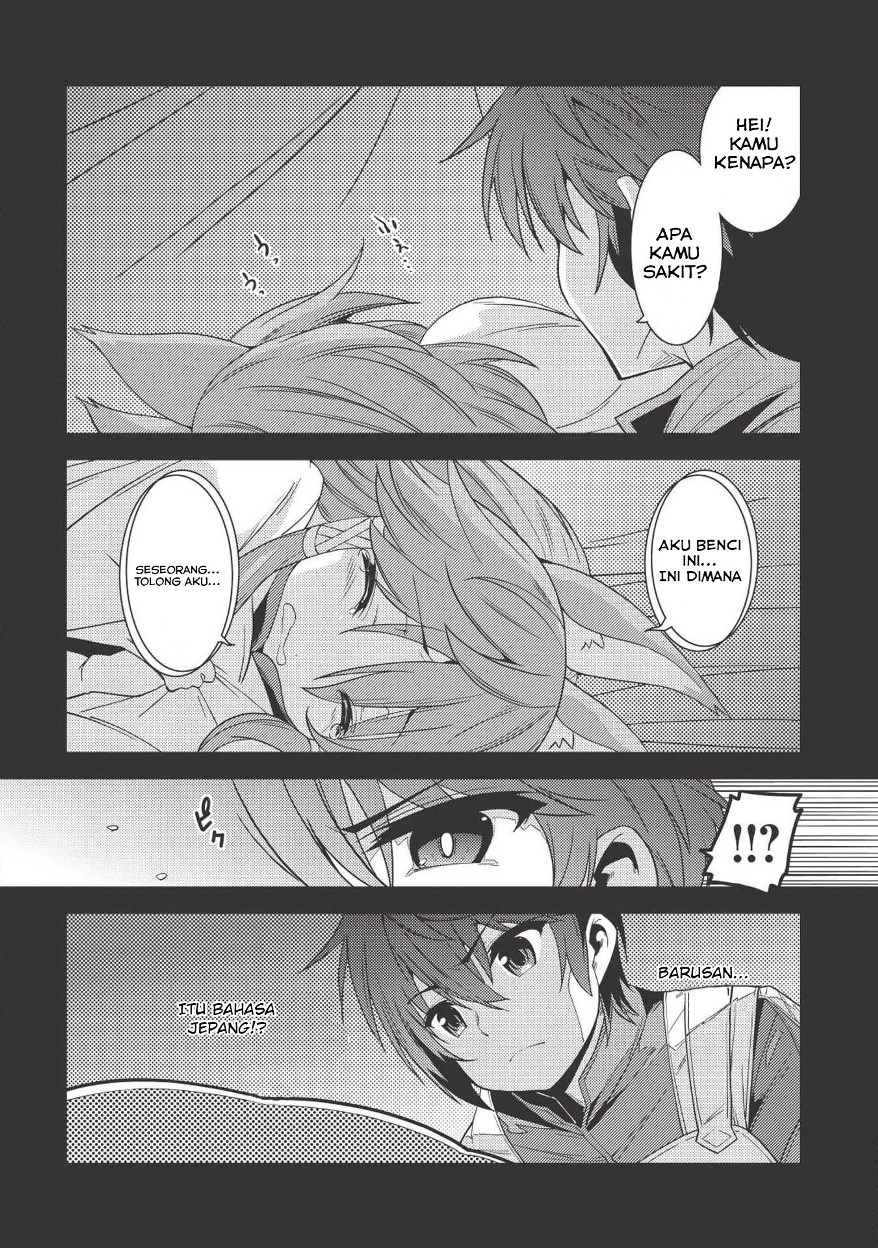 HEI!
KAMU
KENAPA?
APA
KAMU
SAKIT?
AKU BENCI
INI...
INI DIMANA
SESEORANG...
TOLONG AKU...
!!?
BARUSAN...
ITU BAHASA
JEPANG!?